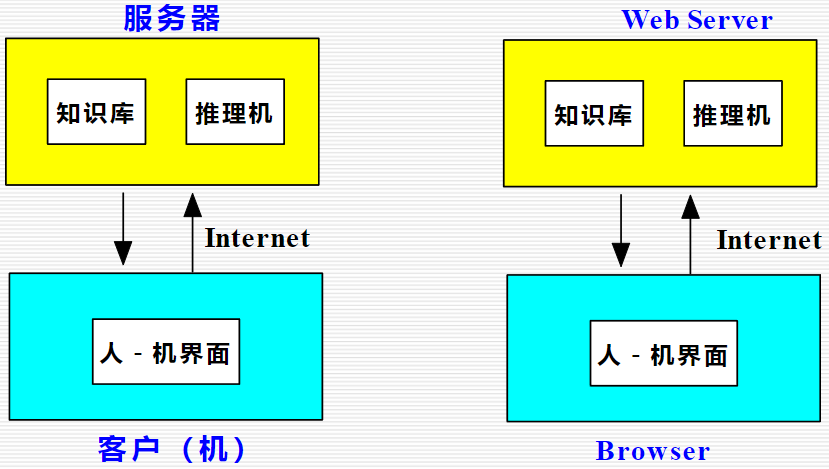 服务器
知识库
推理机
Internet
人 - 机界面
客户（机）
Web Server
知识库
推理机
Internet
人 - 机界面
Browser